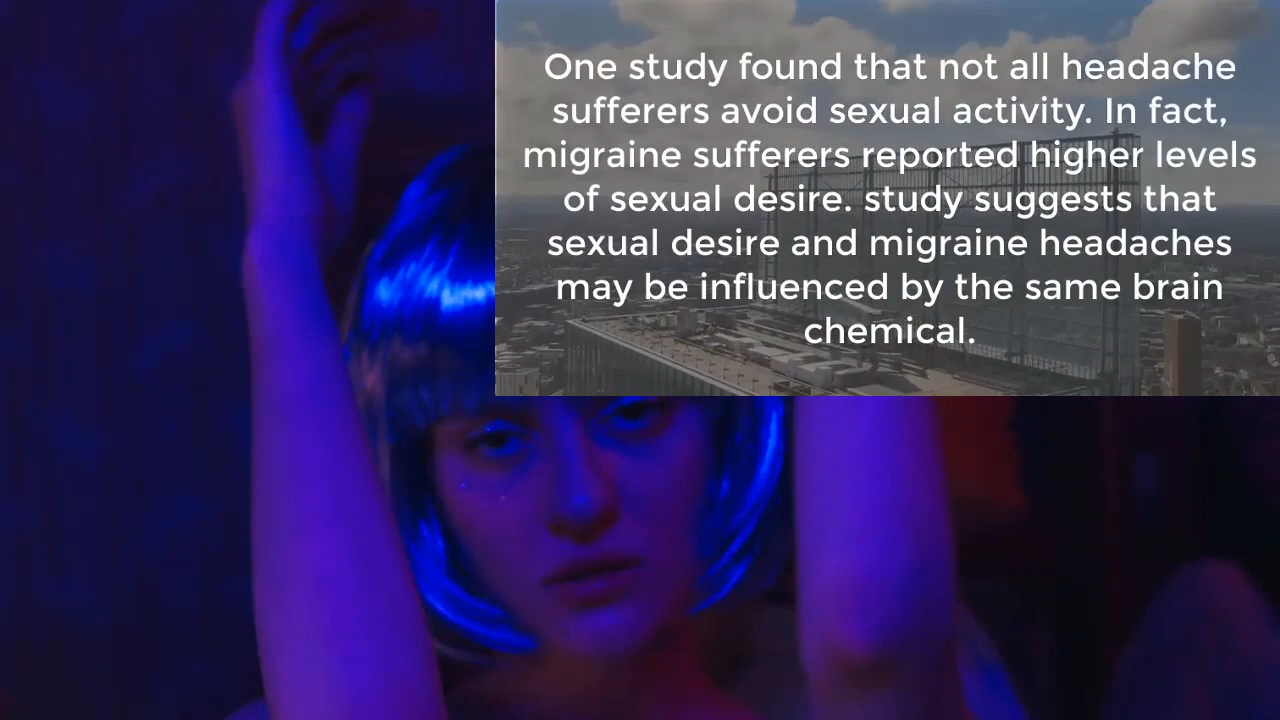 One study found that not all headache
sufferers avoid sexual activity. In fact,
migraine sufferers reported higher levels
of sexual desire. study suggests that
sexual desire and migraine headaches
may be influenced by the same brain
chemical.